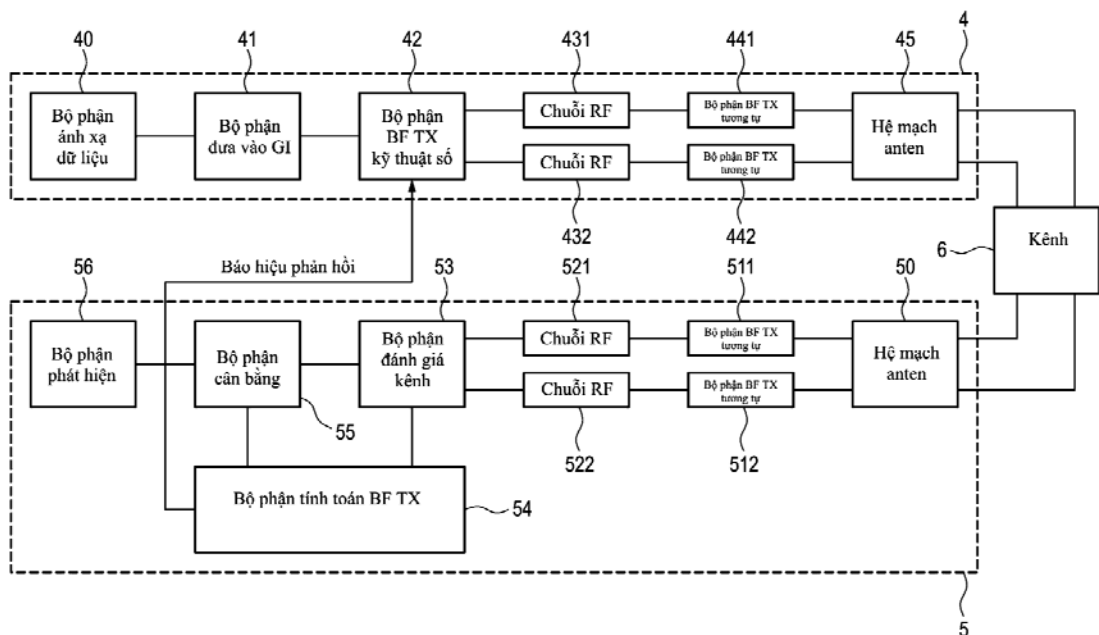 40
41
42
431
441
45
4
Bộ phận
ánh xạ
dữ liệu
Bộ phận
đưa vào GI
Bộ phận
BF TX
kỹ thuật số
Chuỗi RF
Bộ phận BF TX
tương tự
Hệ mạch
anten
Chuỗi RF
Bộ phận BF TX
tương tự
432
442
6
Kênh
Báo hiệu phản hồi
56
53
521
511
50
Bộ phận
phát hiện
Bộ phận
cân bằng
Bộ phận
đánh giá
kênh
Chuỗi RF
Bộ phận BF TX
tương tự
Hệ mạch
anten
Chuỗi RF
Bộ phận BF TX
tương tự
55
522
512
Bộ phận tính toán BF TX
54
5